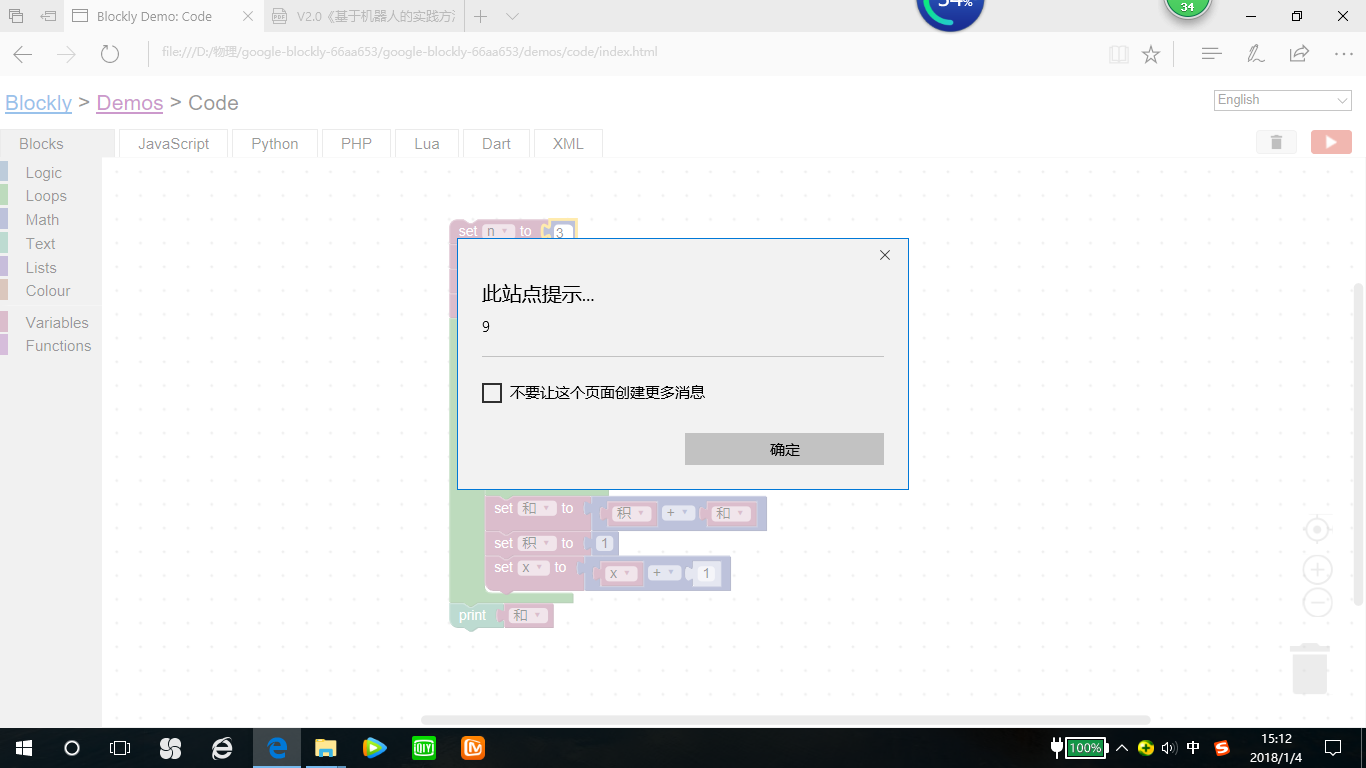 Blockly Demo: Code
V2.0《基于机器人的实践方
54%
34
file:///D:/物理/google-blockly-66aa653/google-blockly-66aa653/demos/code/index.html
Blockly > Demos > Code
English
Blocks JavaScript Python PHP Lua Dart XML
Logic
Loops
Math
Text
Lists
Colour
Variables
Functions
set n to 3
此站点提示...
9
不要让这个页面创建更多消息
确定
set 和 to 积 + 和
set 积 to 1
set x to x + 1
print 和
100%
中
15:12
2018/1/4